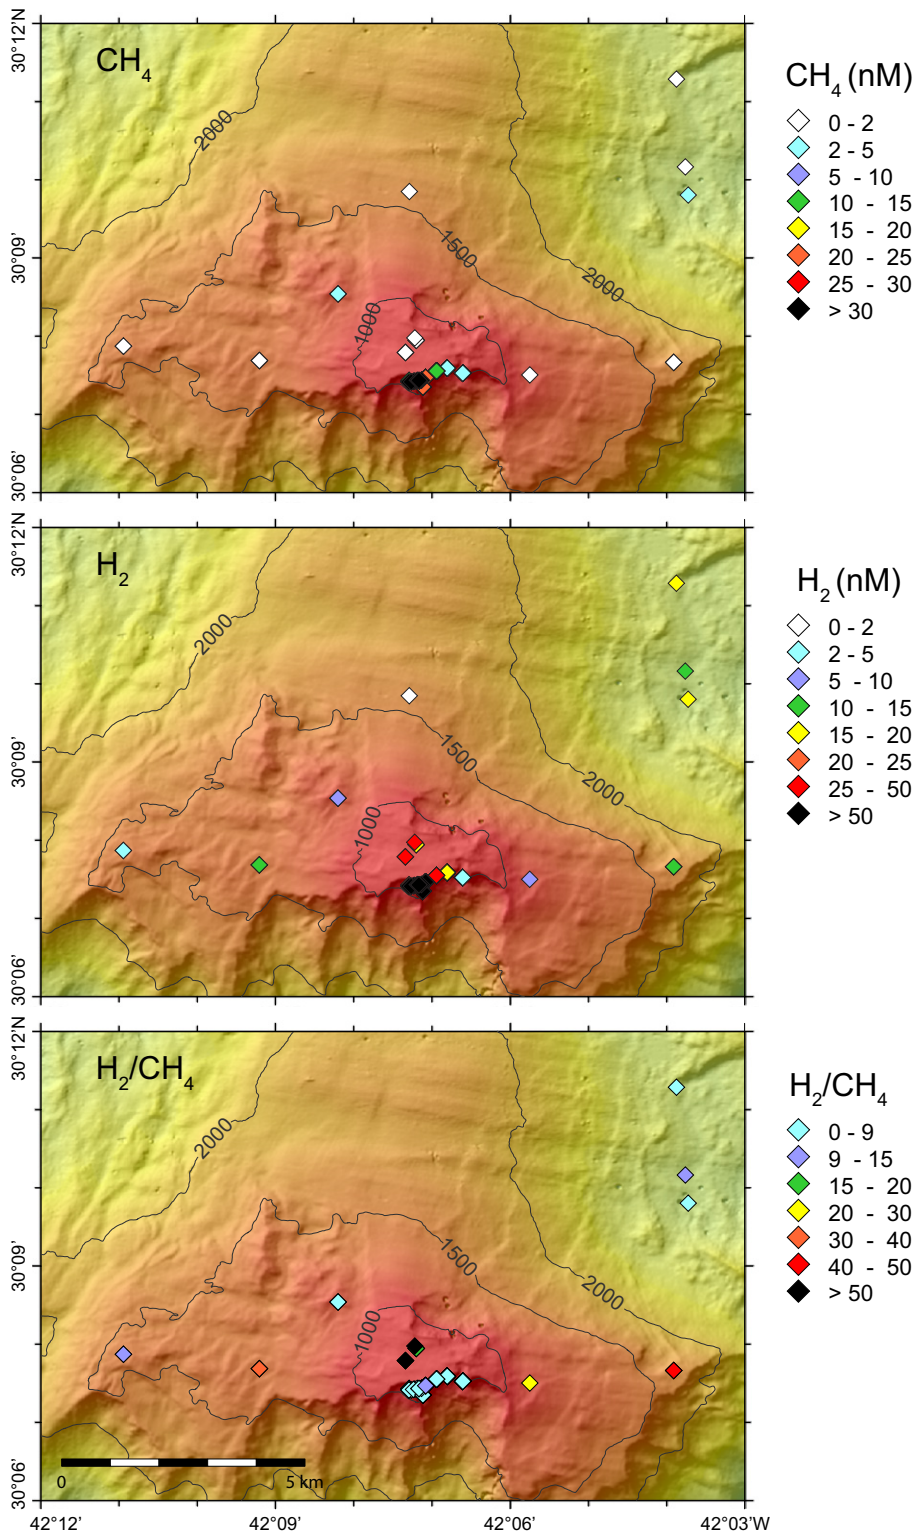 30°12’N
CH4
2000
1500
2000
1000
30°09’
30°06’
CH4 (nM)
0 - 2
2 - 5
5 - 10
10 - 15
15 - 20
20 - 25
25 - 30
> 30
30°12’N
H2
2000
1500
2000
1000
30°09’
30°06’
H2 (nM)
0 - 2
2 - 5
5 - 10
10 - 15
15 - 20
20 - 25
25 - 50
> 50
30°12’N
H2/CH4
2000
1500
2000
1000
30°09’
30°06’
0
5 km
42°12’
42°09’
42°06’
42°03’W
H2/CH4
0 - 9
9 - 15
15 - 20
20 - 30
30 - 40
40 - 50
> 50